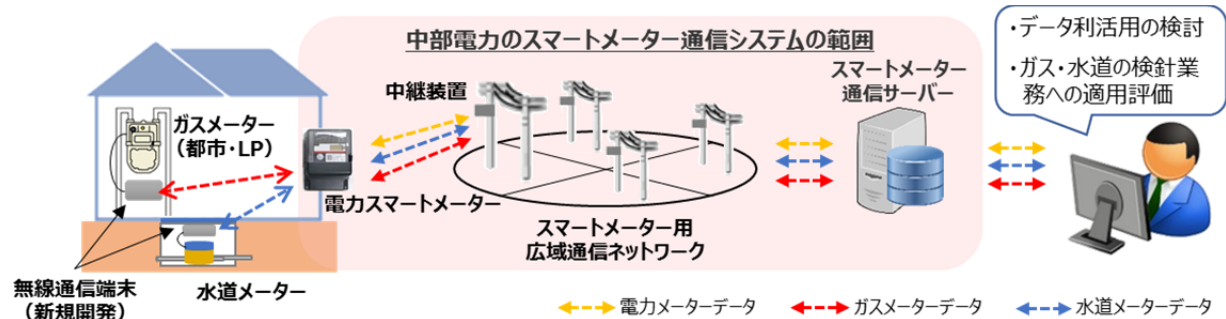 中部電力のスマートメーター通信システムの範囲
・データ利活用の検討
・ガス・水道の検針業
務への適用評価
スマートメーター
通信サーバー
中継装置
ガスメーター
（都市・LP）
電力スマートメーター
スマートメーター用
広域通信ネットワーク
無線通信端末
（新規開発）
水道メーター
電力メーターデータ
ガスメーターデータ
水道メーターデータ